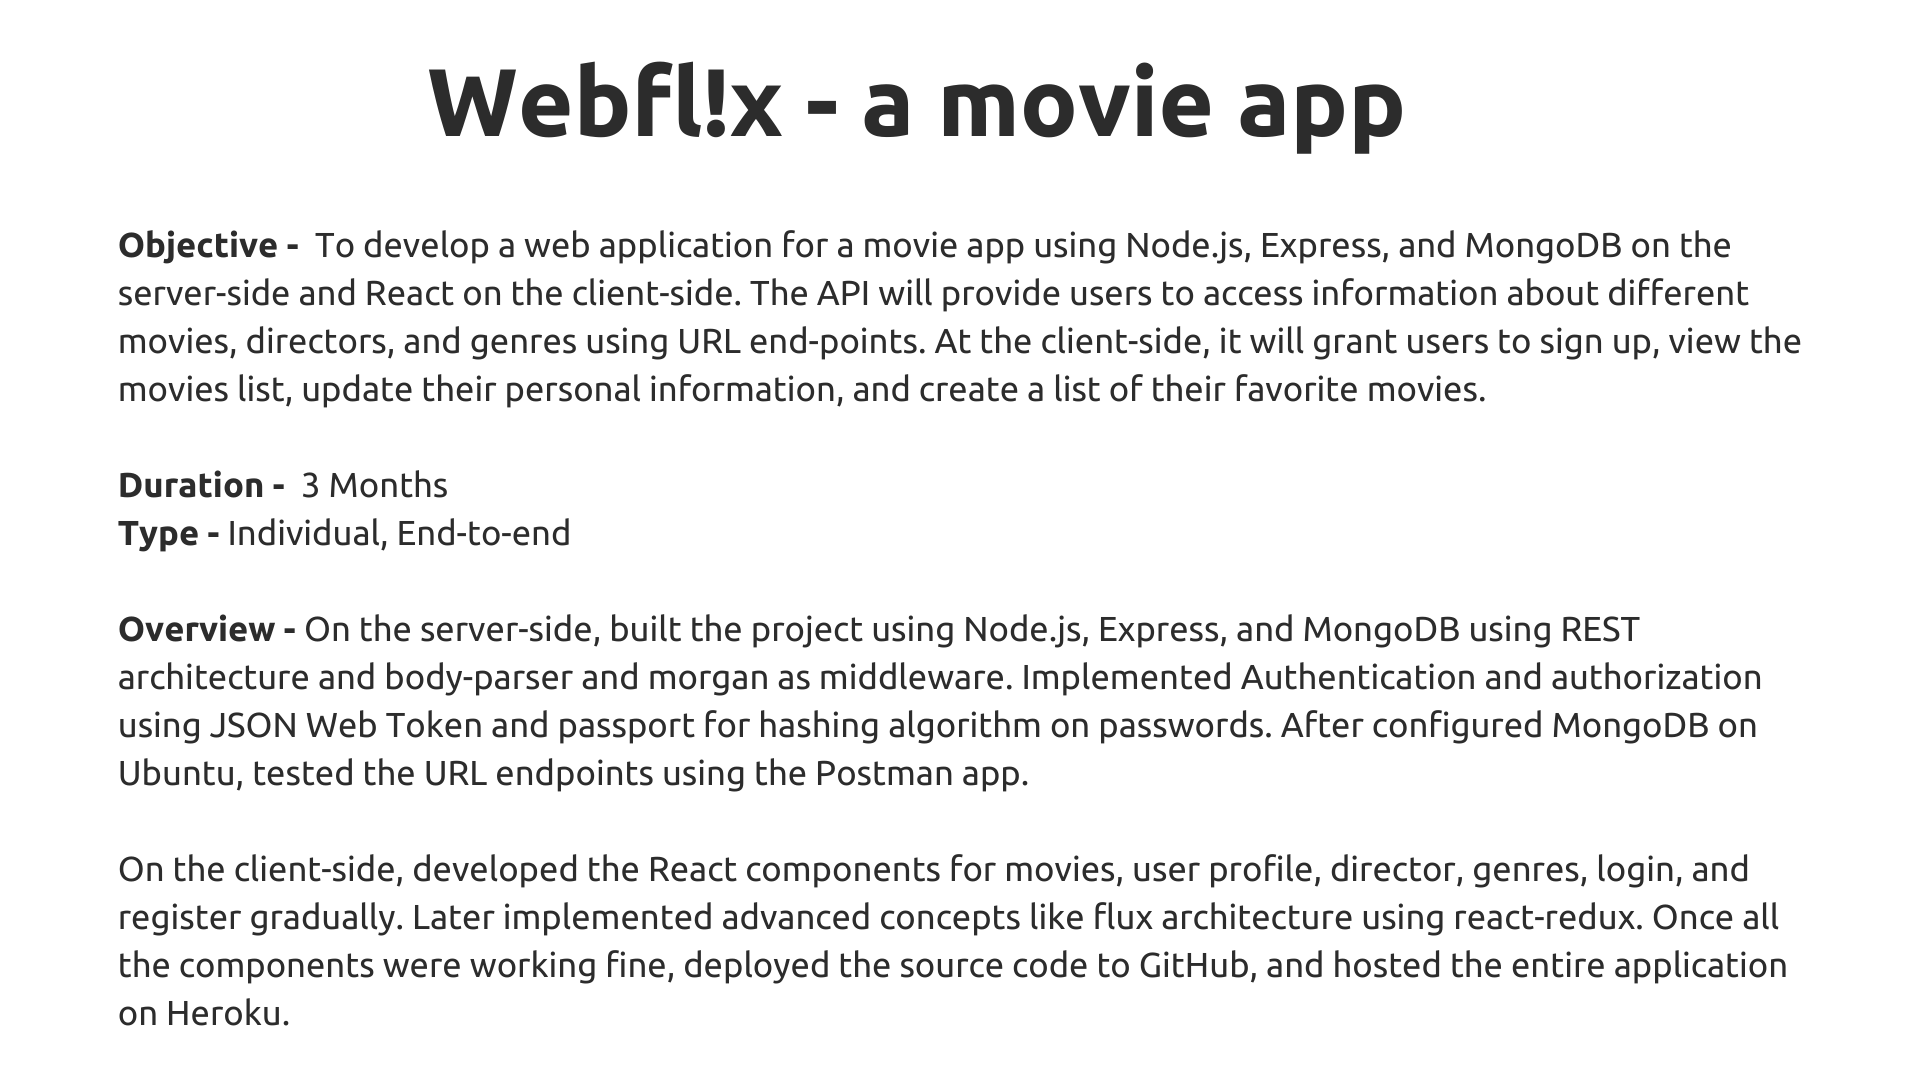 Webfl!x - a movie app
Objective - To develop a web application for a movie app using Node.js, Express, and MongoDB on the
server-side and React on the client-side. The API will provide users to access information about different
movies, directors, and genres using URL end-points. At the client-side, it will grant users to sign up, view the
movies list, update their personal information, and create a list of their favorite movies.
Duration - 3 Months
Type - Individual, End-to-end
Overview - On the server-side, built the project using Node.js, Express, and MongoDB using REST
architecture and body-parser and morgan as middleware. Implemented Authentication and authorization
using JSON Web Token and passport for hashing algorithm on passwords. After configured MongoDB on
Ubuntu, tested the URL endpoints using the Postman app.
On the client-side, developed the React components for movies, user profile, director, genres, login, and
register gradually. Later implemented advanced concepts like flux architecture using react-redux. Once all
the components were working fine, deployed the source code to GitHub, and hosted the entire application
on Heroku.